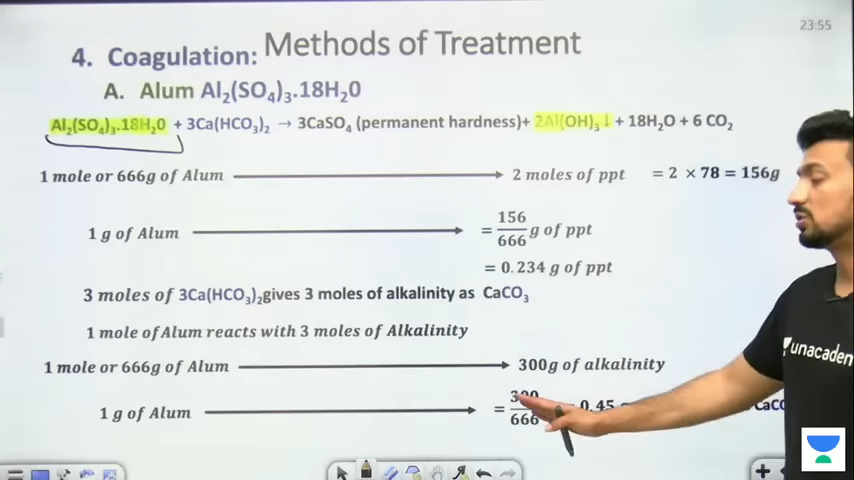 23:55
Methods of Treatment
4. Coagulation:
A. Alum Al₂(SO₄)₃.18H₂0
Al₂(SO₄)₃.18H₂0 + 3Ca(HCO₃)₂ → 3CaSO₄ (permanent hardness)+ 2Al(OH)₃↓ + 18H₂O + 6 CO₂
1 mole or 666g of Alum → 2 moles of ppt = 2 × 78 = 156g
1 g of Alum → = 156/666 g of ppt
= 0.234 g of ppt
3 moles of 3Ca(HCO₃)₂gives 3 moles of alkalinity as CaCO₃
1 mole of Alum reacts with 3 moles of Alkalinity
1 mole or 666g of Alum → 300g of alkalinity
1 g of Alum → = 300/666 = 0.45
unacadem